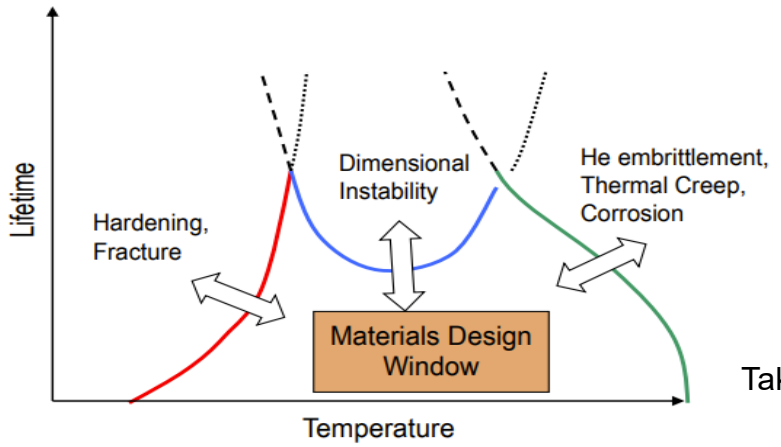 Lifetime
Hardening,
Fracture
Dimensional
Instability
He embrittlement,
Thermal Creep,
Corrosion
Materials Design
Window
Temperature